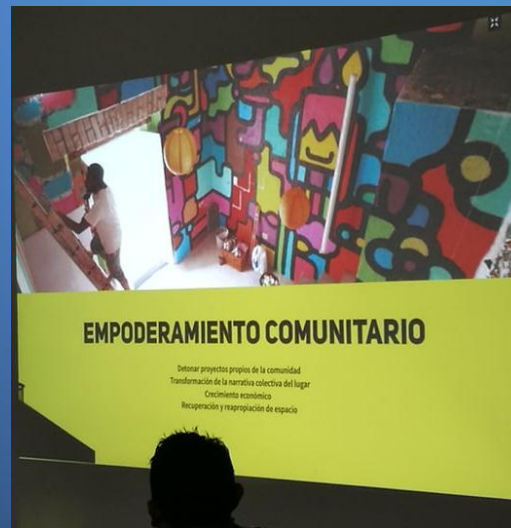 EMPODERAMIENTO COMUNITARIO
Detonar proyectos propios de la comunidad
Transformación de la narrativa colectiva del lugar
Crecimiento económico
Recuperación y reapropiación de espacio